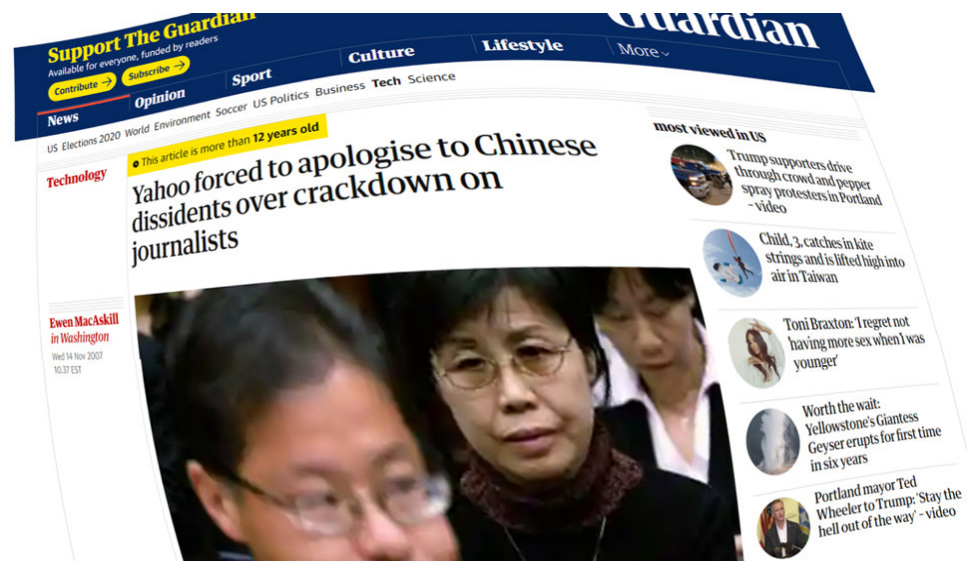 Support The Guardian
Available for everyone, funded by readers
Contribute →
Subscribe →
Guardian
News
Opinion
Sport
Culture
Lifestyle
More
US Elections 2020 World Environment Soccer US Politics Business Tech Science
This article is more than 12 years old
Technology
Yahoo forced to apologise to Chinese
dissidents over crackdown on
journalists
Ewen MacAskill
in Washington
Wed 14 Nov 2007
10.37 EST
most viewed in US
Trump supporters drive
through crowd and pepper
spray protesters in Portland
- video
Child, 3, catches in kite
strings and is lifted high into
air in Taiwan
Toni Braxton: 'I regret not
having more sex when I was
younger'
Worth the wait:
Yellowstone's Giantess
Geyser erupts for first time
in six years
Portland mayor Ted
Wheeler to Trump: 'Stay the
hell out of the way' - video